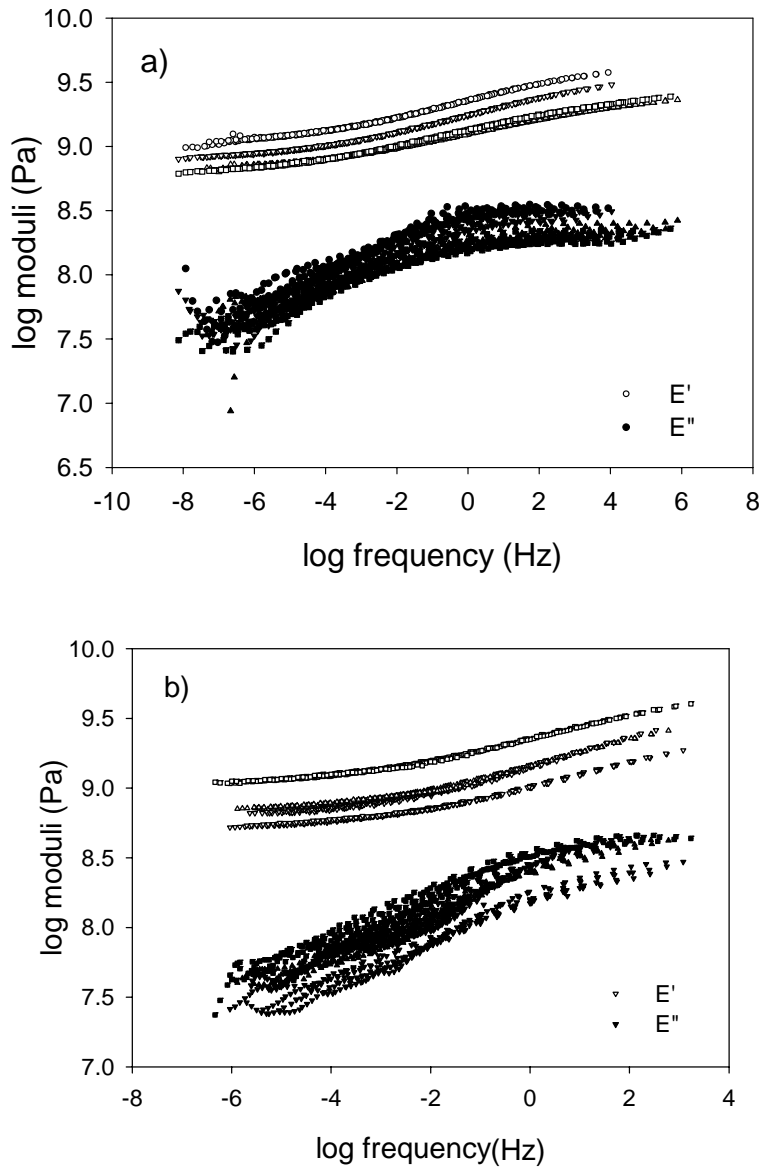 a)
log moduli (Pa)
10.0
9.5
9.0
8.5
8.0
7.5
7.0
6.5
E'
E"
-10 -8 -6 -4 -2 0 2 4 6 8
log frequency (Hz)
b)
log moduli (Pa)
10.0
9.5
9.0
8.5
8.0
7.5
7.0
E'
E"
-8 -6 -4 -2 0 2 4
log frequency(Hz)